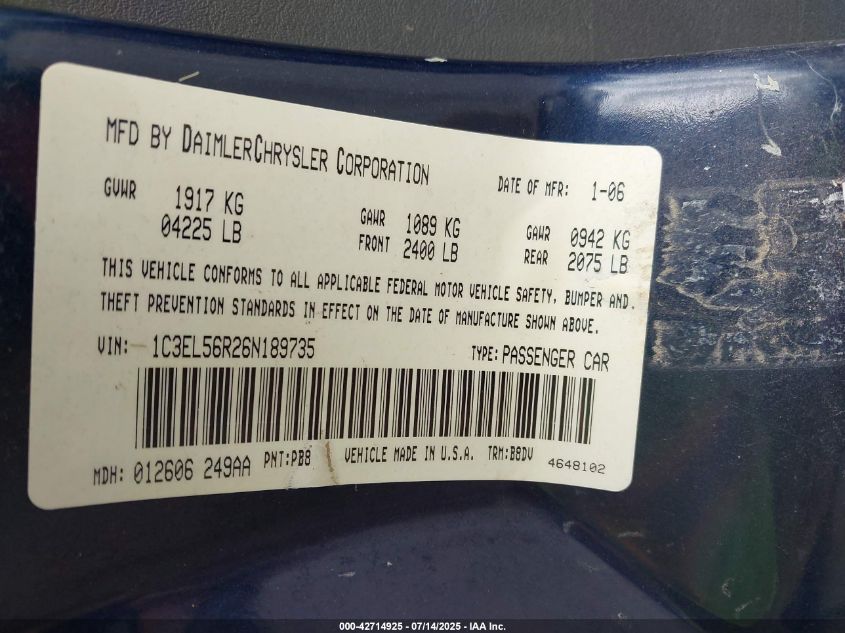 MFD BY DAIMLERCHRYSLER CORPORATION
DATE OF MFR: 1-06
GVWR 1917 KG
04225 LB
GAWR FRONT 1089 KG
2400 LB
GAWR REAR 0942 KG
2075 LB
THIS VEHICLE CONFORMS TO ALL APPLICABLE FEDERAL MOTOR VEHICLE SAFETY, BUMPER AND.
THEFT PREVENTION STANDARDS IN EFFECT ON THE DATE OF MANUFACTURE SHOWN ABOVE.
VIN: 1C3EL56R26N189735
TYPE: PASSENGER CAR
MDH: 012606 249AA PNT:PB8 VEHICLE MADE IN U.S.A. TRM:B8DV 4648102
000-42714925 - 07/14/2025 - IAA Inc.